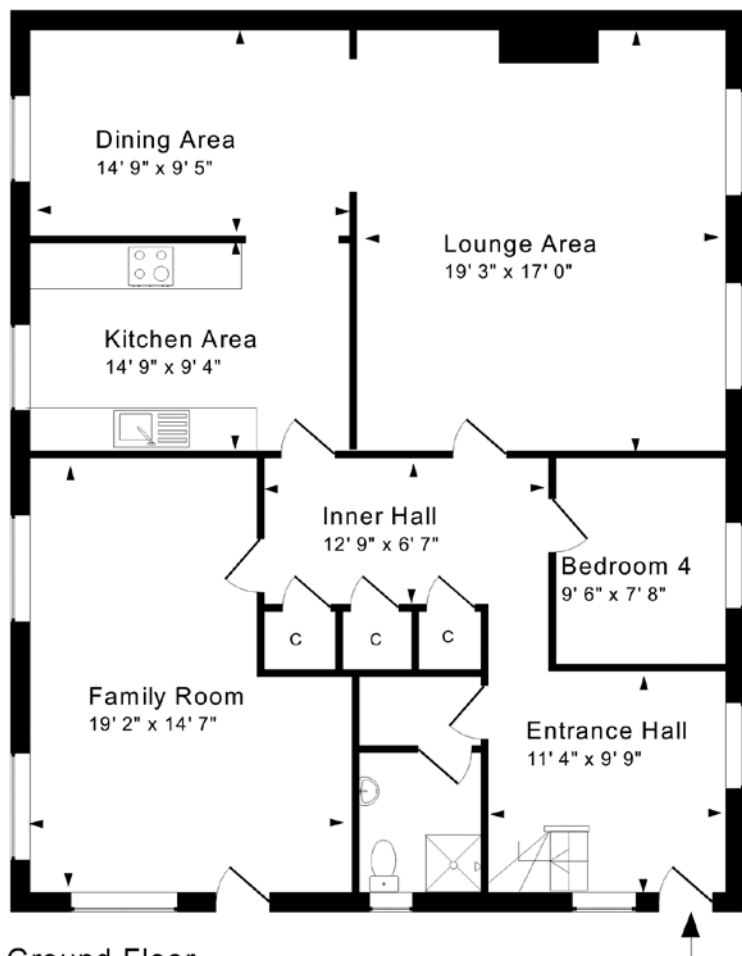 Dining Area
14' 9" x 9' 5"
Lounge Area
19' 3" x 17' 0"
Kitchen Area
14' 9" x 9' 4"
Inner Hall
12' 9" x 6' 7"
Bedroom 4
9' 6" x 7' 8"
C
C
C
Family Room
19' 2" x 14' 7"
Entrance Hall
11' 4" x 9' 9"
Ground Floor